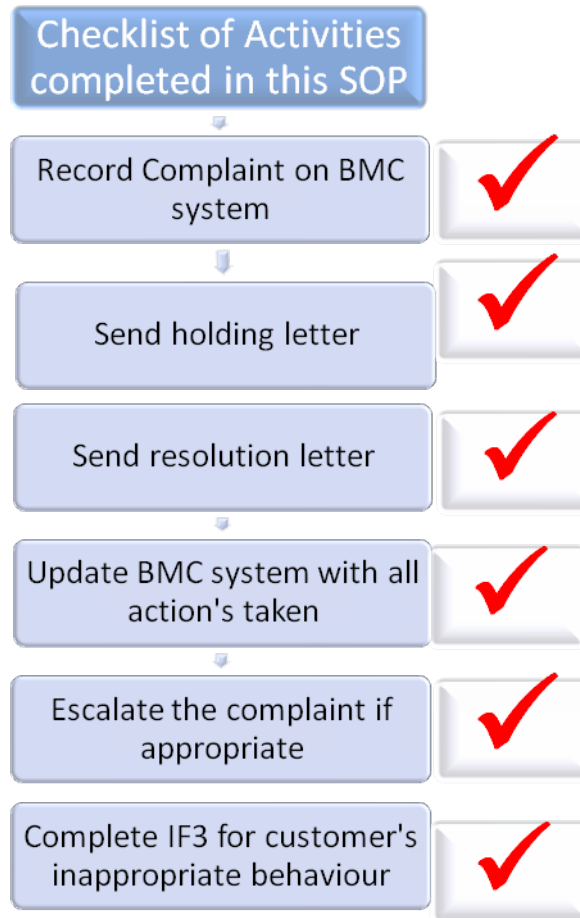 Checklist of Activities
completed in this SOP
Record Complaint on BMC
system
Send holding letter
Send resolution letter
Update BMC system with all
action's taken
Escalate the complaint if
appropriate
Complete IF3 for customer's
inappropriate behaviour